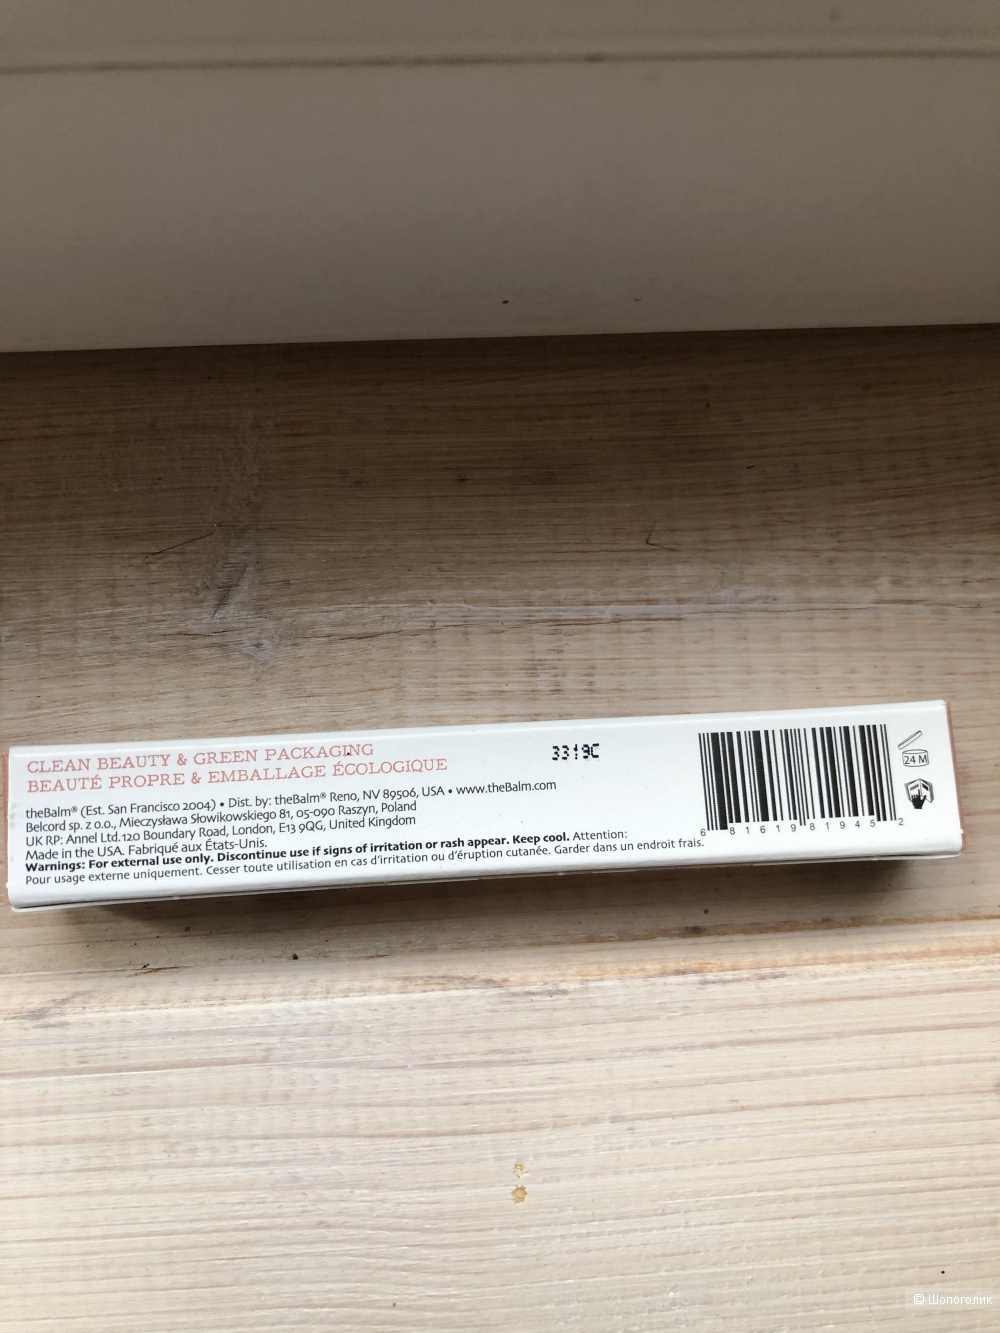 CLEAN BEAUTY & GREEN PACKAGING
BEAUTÉ PROPRE & EMBALLAGE ÉCOLOGIQUE
theBalm® (Est. San Francisco 2004) • Dist. by: theBalm® Reno, NV 89506, USA • www.theBalm.com
Belcord sp. z o.o., Mieczysława Słowikowskiego 81, 05-090 Raszyn, Poland
UK RP: Annel Ltd.120 Boundary Road, London, E13 9QG, United Kingdom
Made in the USA. Fabriqué aux États-Unis.
Warnings: For external use only. Discontinue use if signs of irritation or rash appear. Keep cool. Attention:
Pour usage externe uniquement. Cesser toute utilisation en cas d'irritation ou d'éruption cutanée. Garder dans un endroit frais.
3319C
6 81619 81945 2
24 M
© Шопоголик